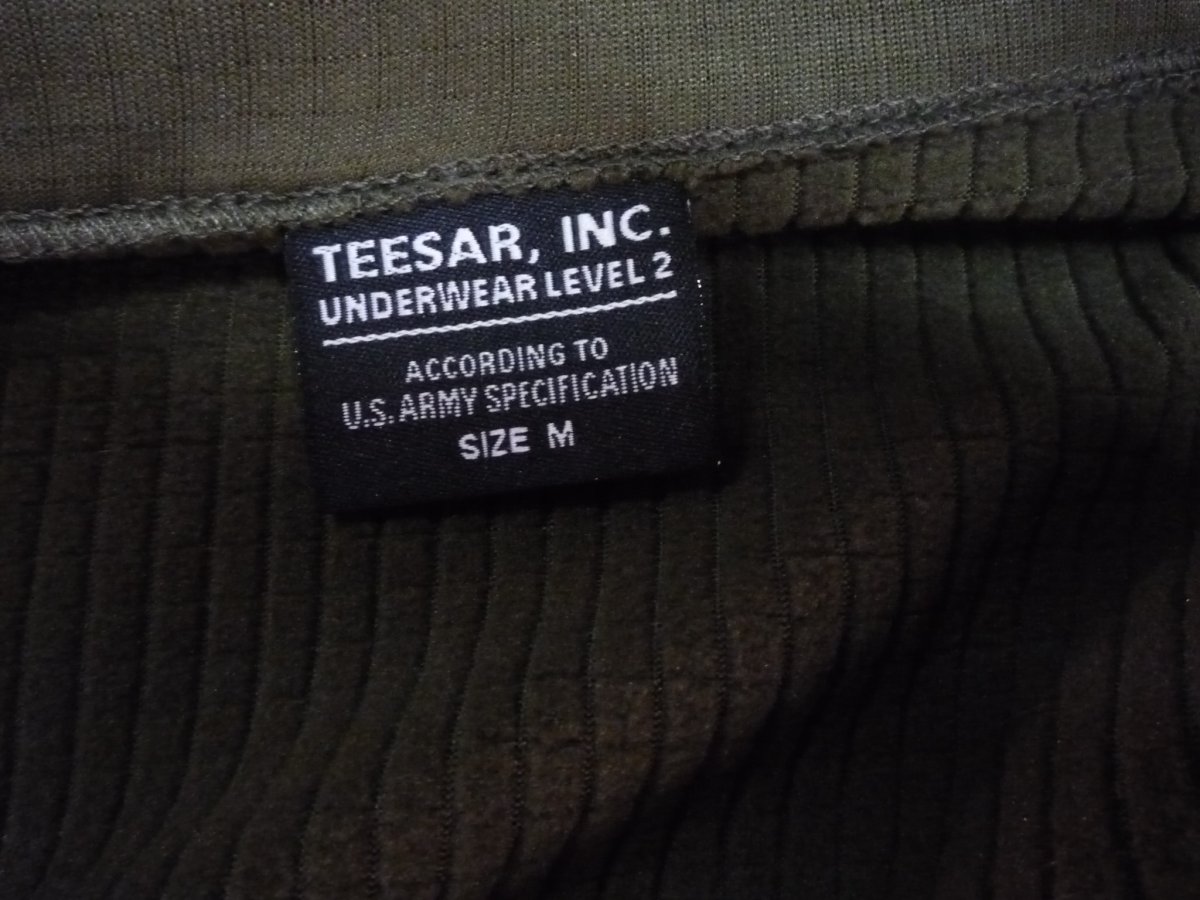 TEESAR, INC.
UNDERWEAR LEVEL 2
ACCORDING TO
U.S. ARMY SPECIFICATION
SIZE M